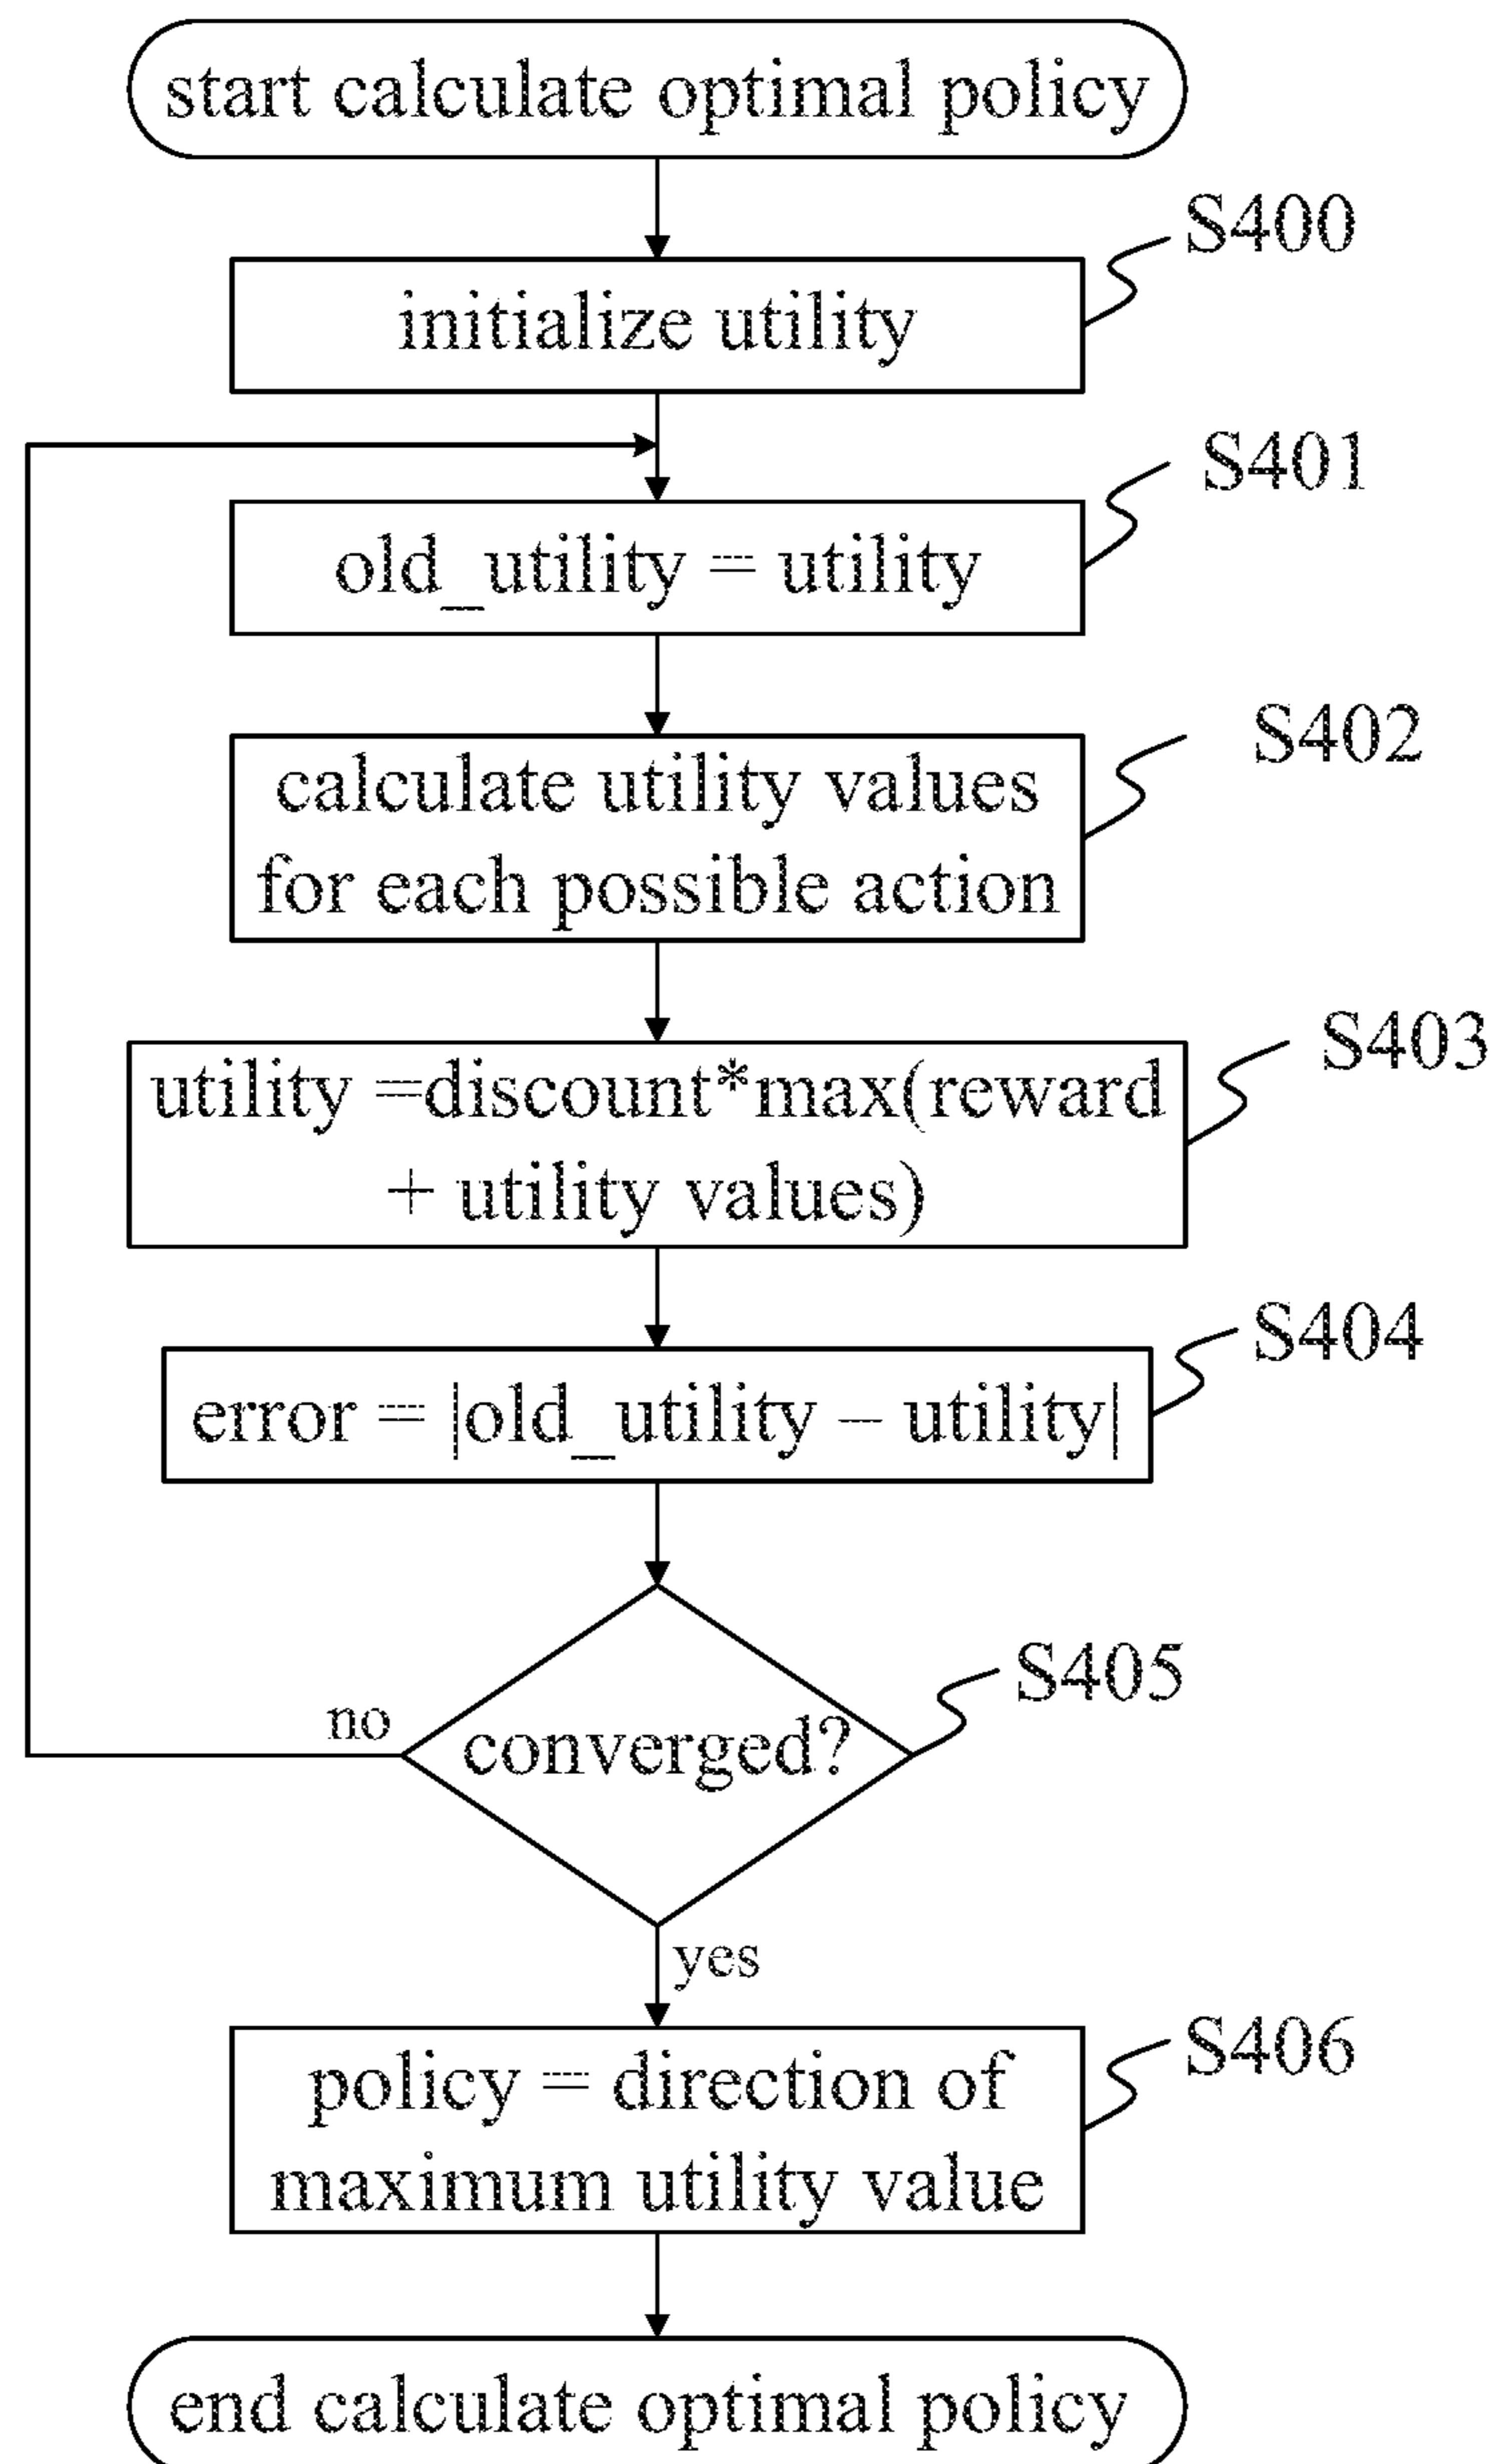 start calculate optimal policy
S400
initialize utility
S401
old_utility = utility
S402
calculate utility values
for each possible action
S403
utility =discount*max(reward
+ utility values)
S404
error = |old_utility – utility|
S405
no
converged?
yes
S406
policy = direction of
maximum utility value
end calculate optimal policy